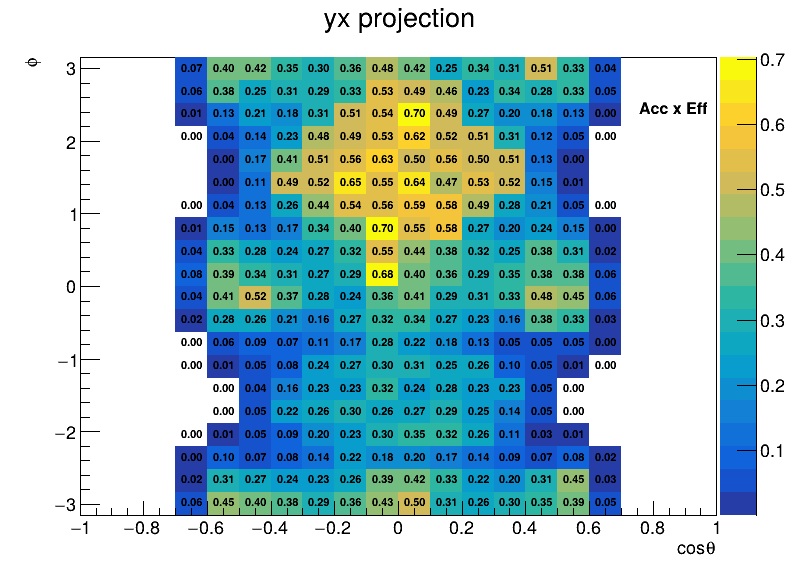 yx projection
φ
Acc x Eff
3
0.07 0.40 0.42 0.35 0.30 0.36 0.48 0.42 0.25 0.34 0.31 0.51 0.33 0.04
0.06 0.38 0.25 0.31 0.29 0.33 0.53 0.49 0.46 0.23 0.34 0.28 0.33 0.05
0.01 0.13 0.21 0.18 0.31 0.51 0.54 0.70 0.49 0.27 0.20 0.18 0.13 0.00
2
0.00 0.04 0.14 0.23 0.48 0.49 0.53 0.62 0.52 0.51 0.31 0.12 0.05 0.00
0.00 0.17 0.41 0.51 0.56 0.63 0.50 0.56 0.50 0.51 0.13 0.00
0.00 0.11 0.49 0.52 0.65 0.55 0.64 0.47 0.53 0.52 0.15 0.01
0.00 0.04 0.13 0.26 0.44 0.54 0.56 0.59 0.58 0.49 0.28 0.21 0.05 0.00
1
0.01 0.15 0.13 0.17 0.34 0.40 0.70 0.55 0.58 0.27 0.20 0.24 0.15 0.00
0.04 0.33 0.28 0.24 0.27 0.32 0.55 0.44 0.38 0.32 0.25 0.38 0.31 0.02
0.08 0.39 0.34 0.31 0.27 0.29 0.68 0.40 0.36 0.29 0.35 0.38 0.38 0.06
0
0.04 0.41 0.52 0.37 0.28 0.24 0.36 0.41 0.29 0.31 0.33 0.48 0.45 0.06
0.02 0.28 0.26 0.21 0.16 0.27 0.32 0.34 0.27 0.23 0.16 0.38 0.33 0.03
0.00 0.06 0.09 0.07 0.11 0.17 0.28 0.22 0.18 0.13 0.05 0.05 0.05 0.00
−1
0.00 0.01 0.05 0.08 0.24 0.27 0.30 0.31 0.25 0.26 0.10 0.05 0.01 0.00
0.00 0.04 0.16 0.23 0.23 0.32 0.24 0.28 0.23 0.23 0.05 0.00
0.00 0.05 0.22 0.26 0.30 0.26 0.27 0.29 0.25 0.14 0.05 0.00
−2
0.00 0.01 0.05 0.09 0.20 0.23 0.30 0.35 0.32 0.26 0.11 0.03 0.01
0.00 0.10 0.07 0.08 0.14 0.22 0.18 0.20 0.17 0.14 0.09 0.07 0.08 0.02
0.02 0.31 0.27 0.24 0.23 0.26 0.39 0.42 0.33 0.22 0.20 0.31 0.45 0.03
−3
0.06 0.45 0.40 0.38 0.29 0.36 0.43 0.50 0.31 0.26 0.30 0.35 0.39 0.05
−1 −0.8 −0.6 −0.4 −0.2 0 0.2 0.4 0.6 0.8 1
cosθ
0.7
0.6
0.5
0.4
0.3
0.2
0.1